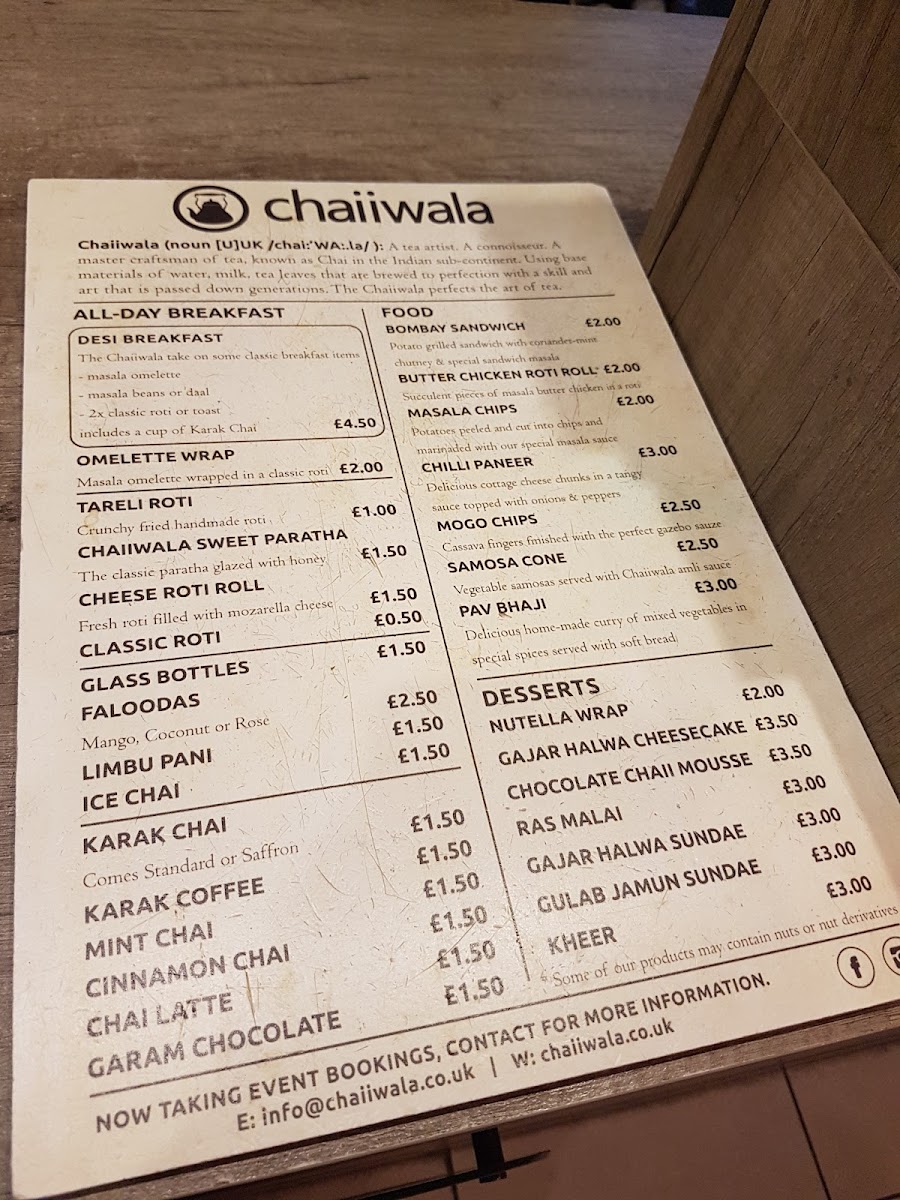 chaiiwala
Chaiiwala (noun [U]UK /chai:'WA:.la/ ): A tea artist. A connoisseur. A
master craftsman of tea, known as Chai in the Indian sub-continent. Using base
materials of water, milk, tea leaves that are brewed to perfection with a skill and
art that is passed down generations. The Chaiiwala perfects the art of tea.
ALL-DAY BREAKFAST
DESI BREAKFAST
The Chaiiwala take on some classic breakfast items
- masala omelette
- masala beans or daal
- 2x classic roti or toast
includes a cup of Karak Chai £4.50
OMELETTE WRAP
Masala omelette wrapped in a classic roti £2.00
TARELI ROTI
Crunchy fried handmade roti £1.00
CHAIIWALA SWEET PARATHA
The classic paratha glazed with honey £1.50
CHEESE ROTI ROLL
Fresh roti filled with mozarella cheese £1.50
CLASSIC ROTI £0.50
GLASS BOTTLES £1.50
FALOODAS
Mango, Coconut or Rose £2.50
LIMBU PANI £1.50
ICE CHAI £1.50
KARAK CHAI
Comes Standard or Saffron £1.50
KARAK COFFEE £1.50
MINT CHAI £1.50
CINNAMON CHAI £1.50
CHAI LATTE £1.50
GARAM CHOCOLATE £1.50
FOOD
BOMBAY SANDWICH £2.00
Potato grilled sandwich with coriander-mint
chutney & special sandwich masala
BUTTER CHICKEN ROTI ROLL £2.00
Succulent pieces of masala butter chicken in a roti
MASALA CHIPS £2.00
Potatoes peeled and cut into chips and
marinaded with our special masala sauce
CHILLI PANEER £3.00
Delicious cottage cheese chunks in a tangy
sauce topped with onions & peppers
MOGO CHIPS £2.50
Cassava fingers finished with the perfect gazebo sauze
SAMOSA CONE £2.50
Vegetable samosas served with Chaiiwala amli sauce
PAV BHAJI £3.00
Delicious home-made curry of mixed vegetables in
special spices served with soft bread
DESSERTS
NUTELLA WRAP £2.00
GAJAR HALWA CHEESECAKE £3.50
CHOCOLATE CHAII MOUSSE £3.50
RAS MALAI £3.00
GAJAR HALWA SUNDAE £3.00
GULAB JAMUN SUNDAE £3.00
KHEER £3.00
* Some of our products may contain nuts or nut derivatives
NOW TAKING EVENT BOOKINGS, CONTACT FOR MORE INFORMATION.
E: info@chaiiwala.co.uk | W: chaiiwala.co.uk